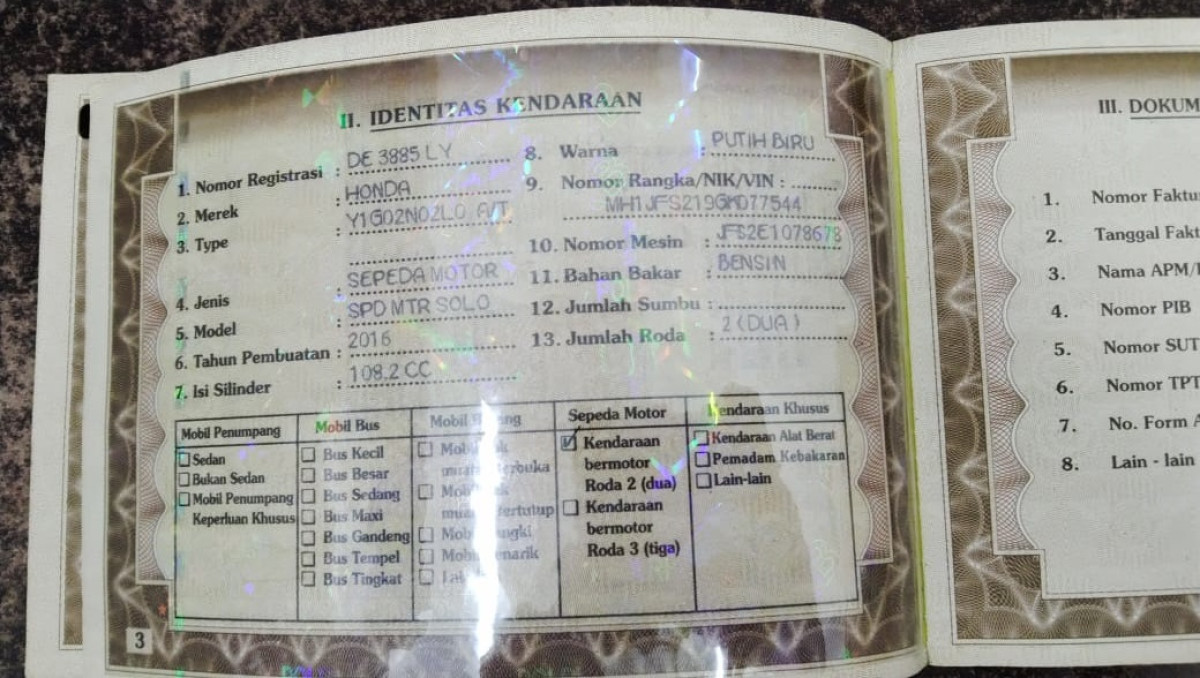 II. IDENTITAS KENDARAAN
1. Nomor Registrasi : DE 3885 LY
2. Merek : HONDA
3. Type : Y1G02N02L0 A/T
4. Jenis : SEPEDA MOTOR
5. Model : SPD MTR SOLO
6. Tahun Pembuatan : 2016
7. Isi Silinder : 108.2 CC
8. Warna : PUTIH BIRU
9. Nomor Rangka/NIK/VIN :
MH1JFS219GK077544
10. Nomor Mesin : JFS2E1078678
11. Bahan Bakar : BENSIN
12. Jumlah Sumbu :
13. Jumlah Roda : 2 (DUA)
Mobil Penumpang
Sedan
Bukan Sedan
Mobil Penumpang
Keperluan Khusus
Mobil Bus
Bus Kecil
Bus Besar
Bus Sedang
Bus Maxi
Bus Gandeng
Bus Tempel
Bus Tingkat
Mobil
Sepeda Motor
Kendaraan
bermotor
Roda 2 (dua)
Kendaraan
bermotor
Roda 3 (tiga)
Kendaraan Khusus
Kendaraan Alat Berat
Pemadam Kebakaran
Lain-lain
3
III. DOKUM
1. Nomor Faktu
2. Tanggal Fakt
3. Nama APM/
4. Nomor PIB
5. Nomor SUT
6. Nomor TPT
7. No. Form A
8. Lain - lain